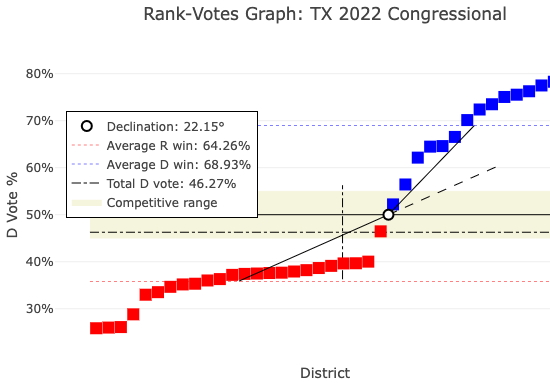 Rank-Votes Graph: TX 2022 Congressional
80%
70%
60%
50%
40%
30%
D Vote %
Declination: 22.15°
Average R win: 64.26%
Average D win: 68.93%
Total D vote: 46.27%
Competitive range
District